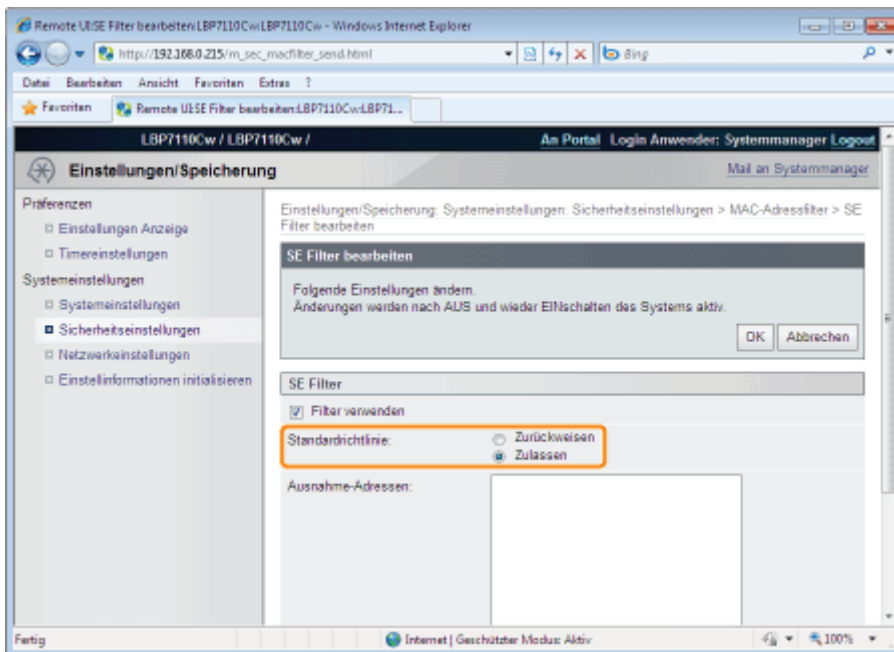 Remote UI:SE Filter bearbeiten:LBP7110Cw:LBP7110Cw - Windows Internet Explorer
http://192.168.0.215/m_sec_macfilter_send.html
Bing
Datei Bearbeiten Ansicht Favoriten Extras ?
Favoriten
Remote UI:SE Filter bearbeiten:LBP7110Cw:LBP71...
LBP7110Cw / LBP7110Cw /
An Portal Login Anwender: Systemmanager Logout
Einstellungen/Speicherung
Mail an Systemmanager
Präferenzen
Einstellungen Anzeige
Timereinstellungen
Systemeinstellungen
Systemeinstellungen
Sicherheitseinstellungen
Netzwerkeinstellungen
Einstellinformationen initialisieren
Einstellungen/Speicherung: Systemeinstellungen: Sicherheitseinstellungen > MAC-Adressfilter > SE
Filter bearbeiten
SE Filter bearbeiten
Folgende Einstellungen ändern.
Änderungen werden nach AUS und wieder EINschalten des Systems aktiv.
OK
Abbrechen
SE Filter
Filter verwenden
Standardrichtlinie:
Zurückweisen
Zulassen
Ausnahme-Adressen:
Fertig
Internet | Geschützter Modus: Aktiv
100%